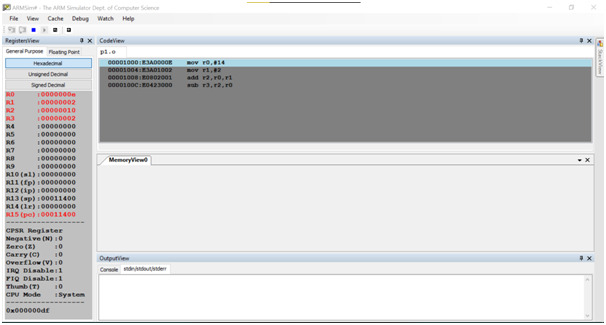 ARMSim# - The ARM Simulator Dept. of Computer Science
File View Cache Debug Watch Help
RegistersView
General Purpose Floating Point
Hexadecimal
Unsigned Decimal
Signed Decimal
R0 :0000000e
R1 :00000002
R2 :00000010
R3 :00000002
R4 :00000000
R5 :00000000
R6 :00000000
R7 :00000000
R8 :00000000
R9 :00000000
R10(sl):00000000
R11(fp):00000000
R12(ip):00000000
R13(sp):00011400
R14(lr):00000000
R15(pc):00011400
--------------------
CPSR Register
Negative(N):0
Zero(Z) :0
Carry(C) :0
Overflow(V):0
IRQ Disable:1
FIQ Disable:1
Thumb(T) :0
CPU Mode :System
--------------------
0x000000df
CodeView
p1.o
00001000:E3A0000E mov r0,#14
00001004:E3A01002 mov r1,#2
00001008:E0802001 add r2,r0,r1
0000100C:E0423000 sub r3,r2,r0
MemoryView0
OutputView
Console stdin/stdout/stderr
StackView